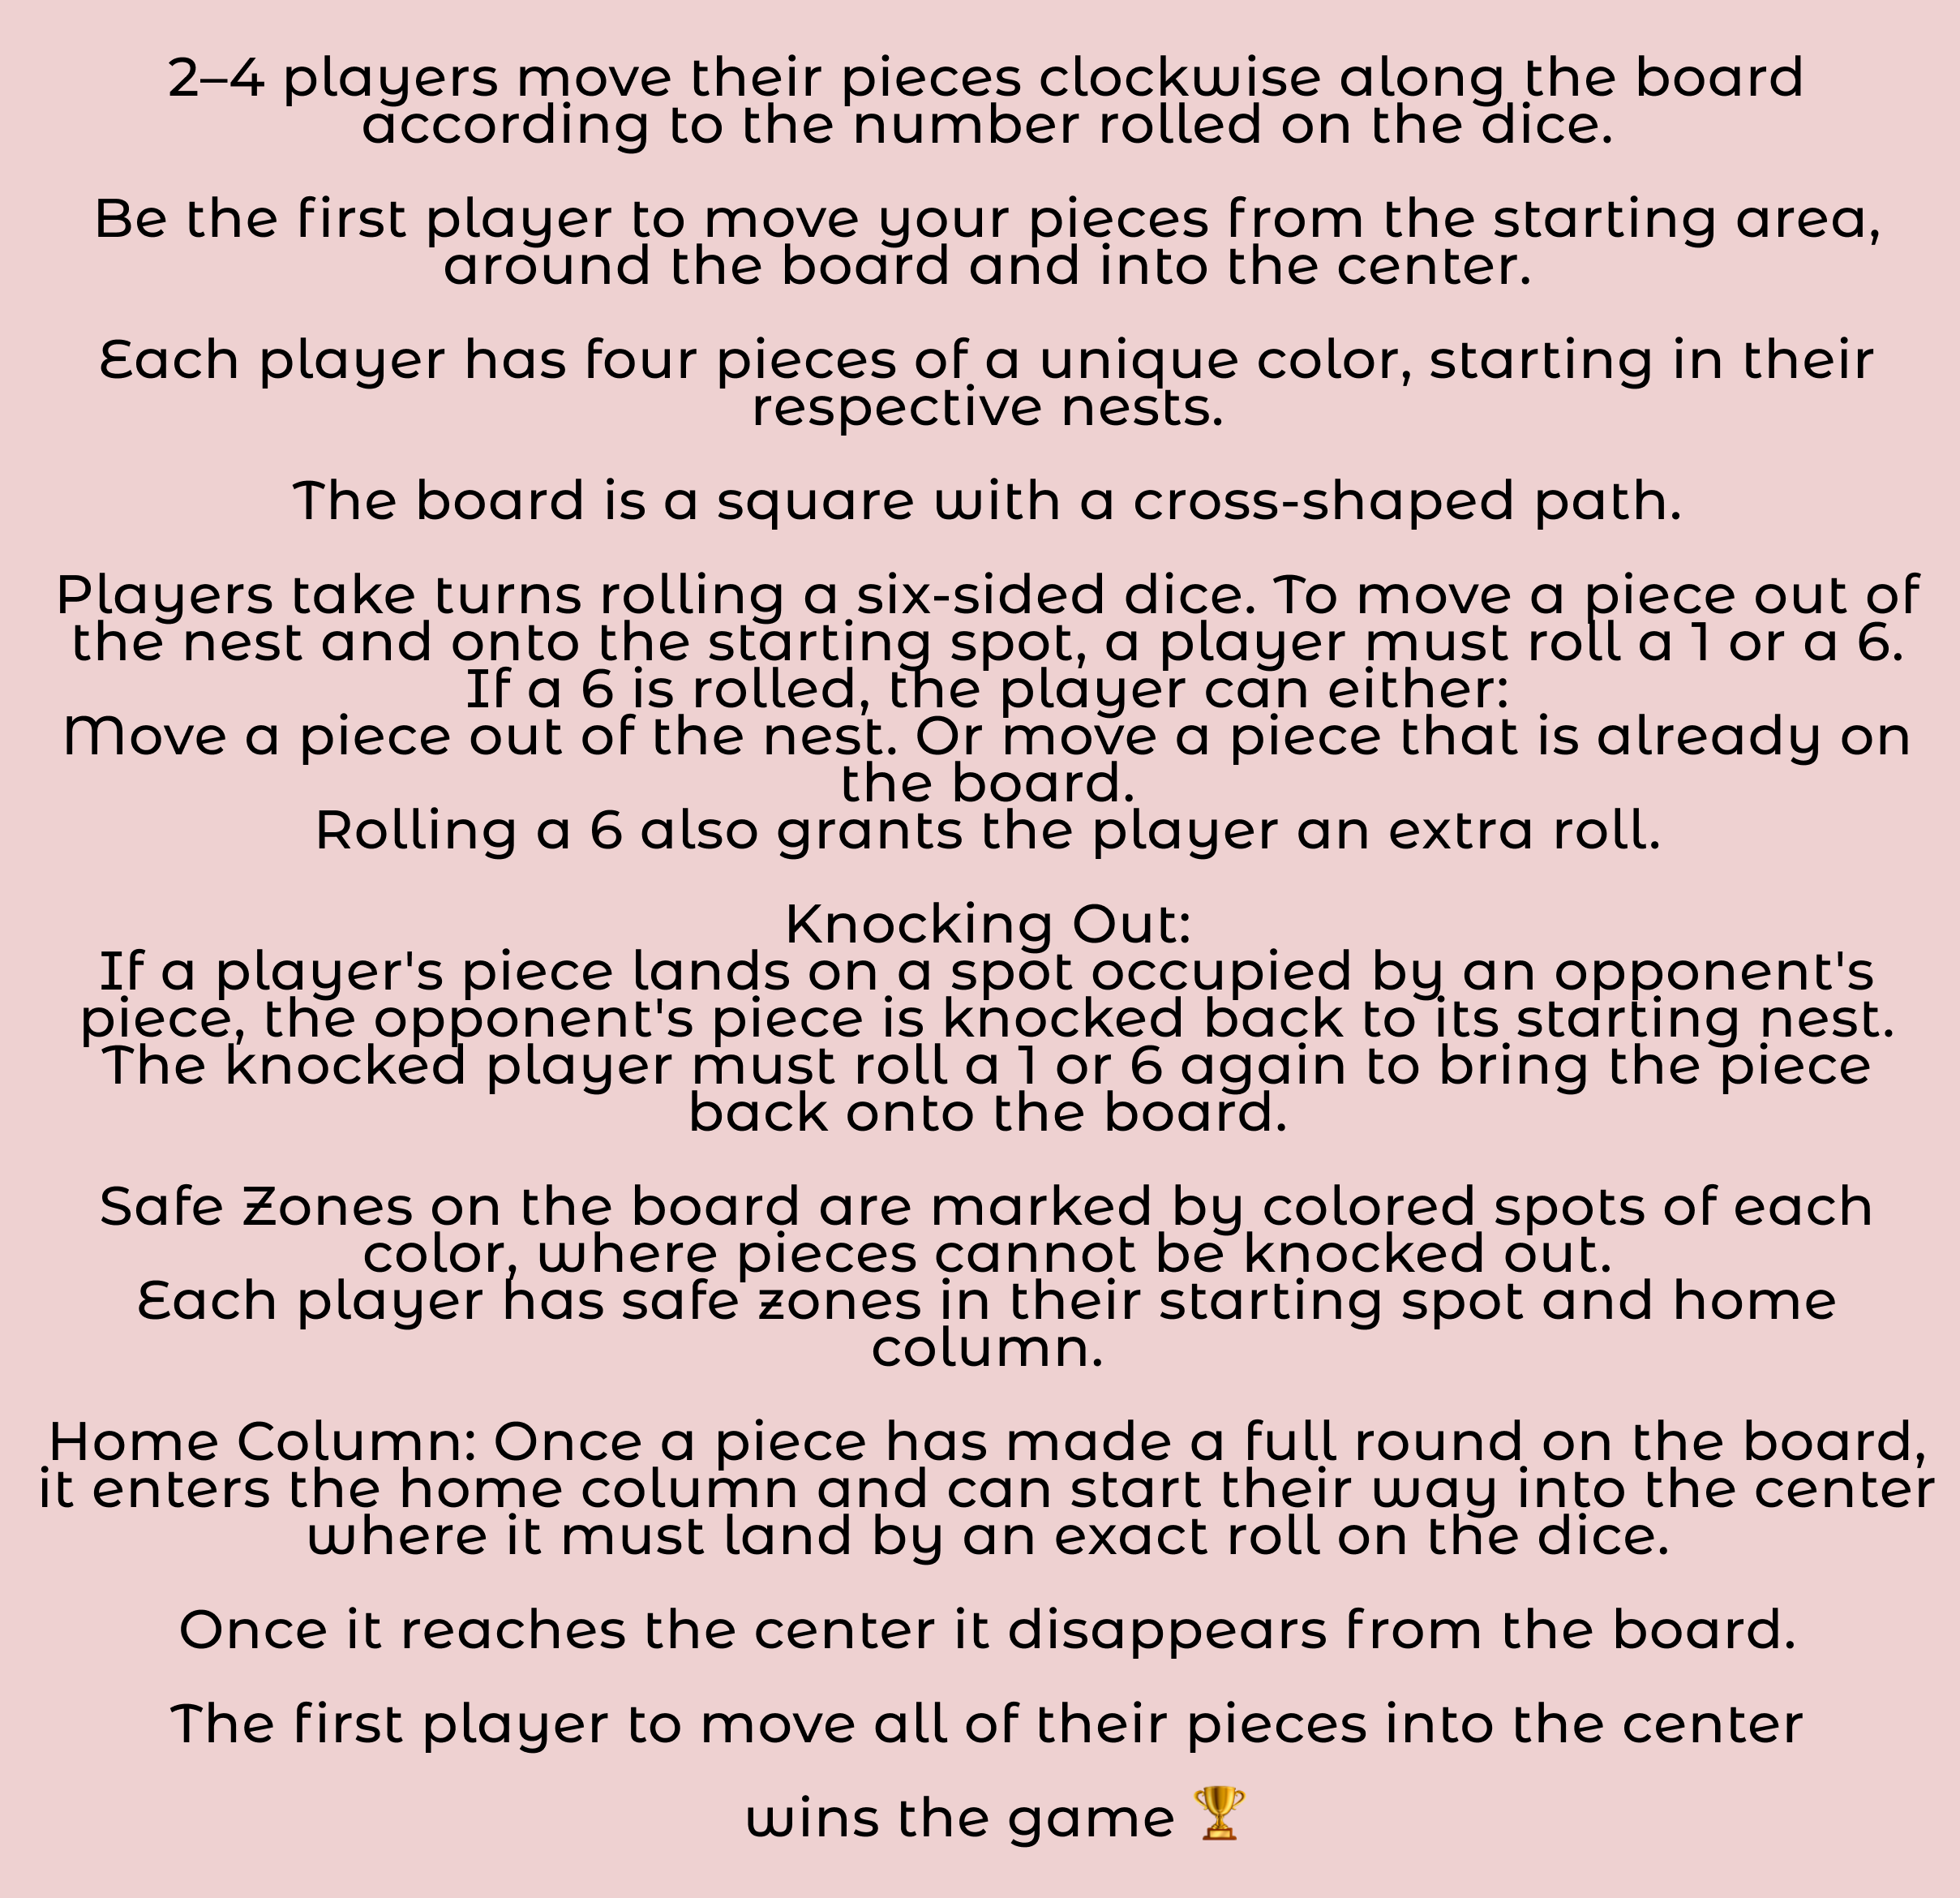 2–4 players move their pieces clockwise along the board
according to the number rolled on the dice.
Be the first player to move your pieces from the starting area,
around the board and into the center.
Each player has four pieces of a unique color, starting in their
respective nests.
The board is a square with a cross-shaped path.
Players take turns rolling a six-sided dice. To move a piece out of
the nest and onto the starting spot, a player must roll a 1 or a 6.
If a 6 is rolled, the player can either:
Move a piece out of the nest. Or move a piece that is already on
the board.
Rolling a 6 also grants the player an extra roll.
Knocking Out:
If a player's piece lands on a spot occupied by an opponent's
piece, the opponent's piece is knocked back to its starting nest.
The knocked player must roll a 1 or 6 again to bring the piece
back onto the board.
Safe Zones on the board are marked by colored spots of each
color, where pieces cannot be knocked out.
Each player has safe zones in their starting spot and home
column.
Home Column: Once a piece has made a full round on the board,
it enters the home column and can start their way into the center
where it must land by an exact roll on the dice.
Once it reaches the center it disappears from the board.
The first player to move all of their pieces into the center
wins the game 🏆